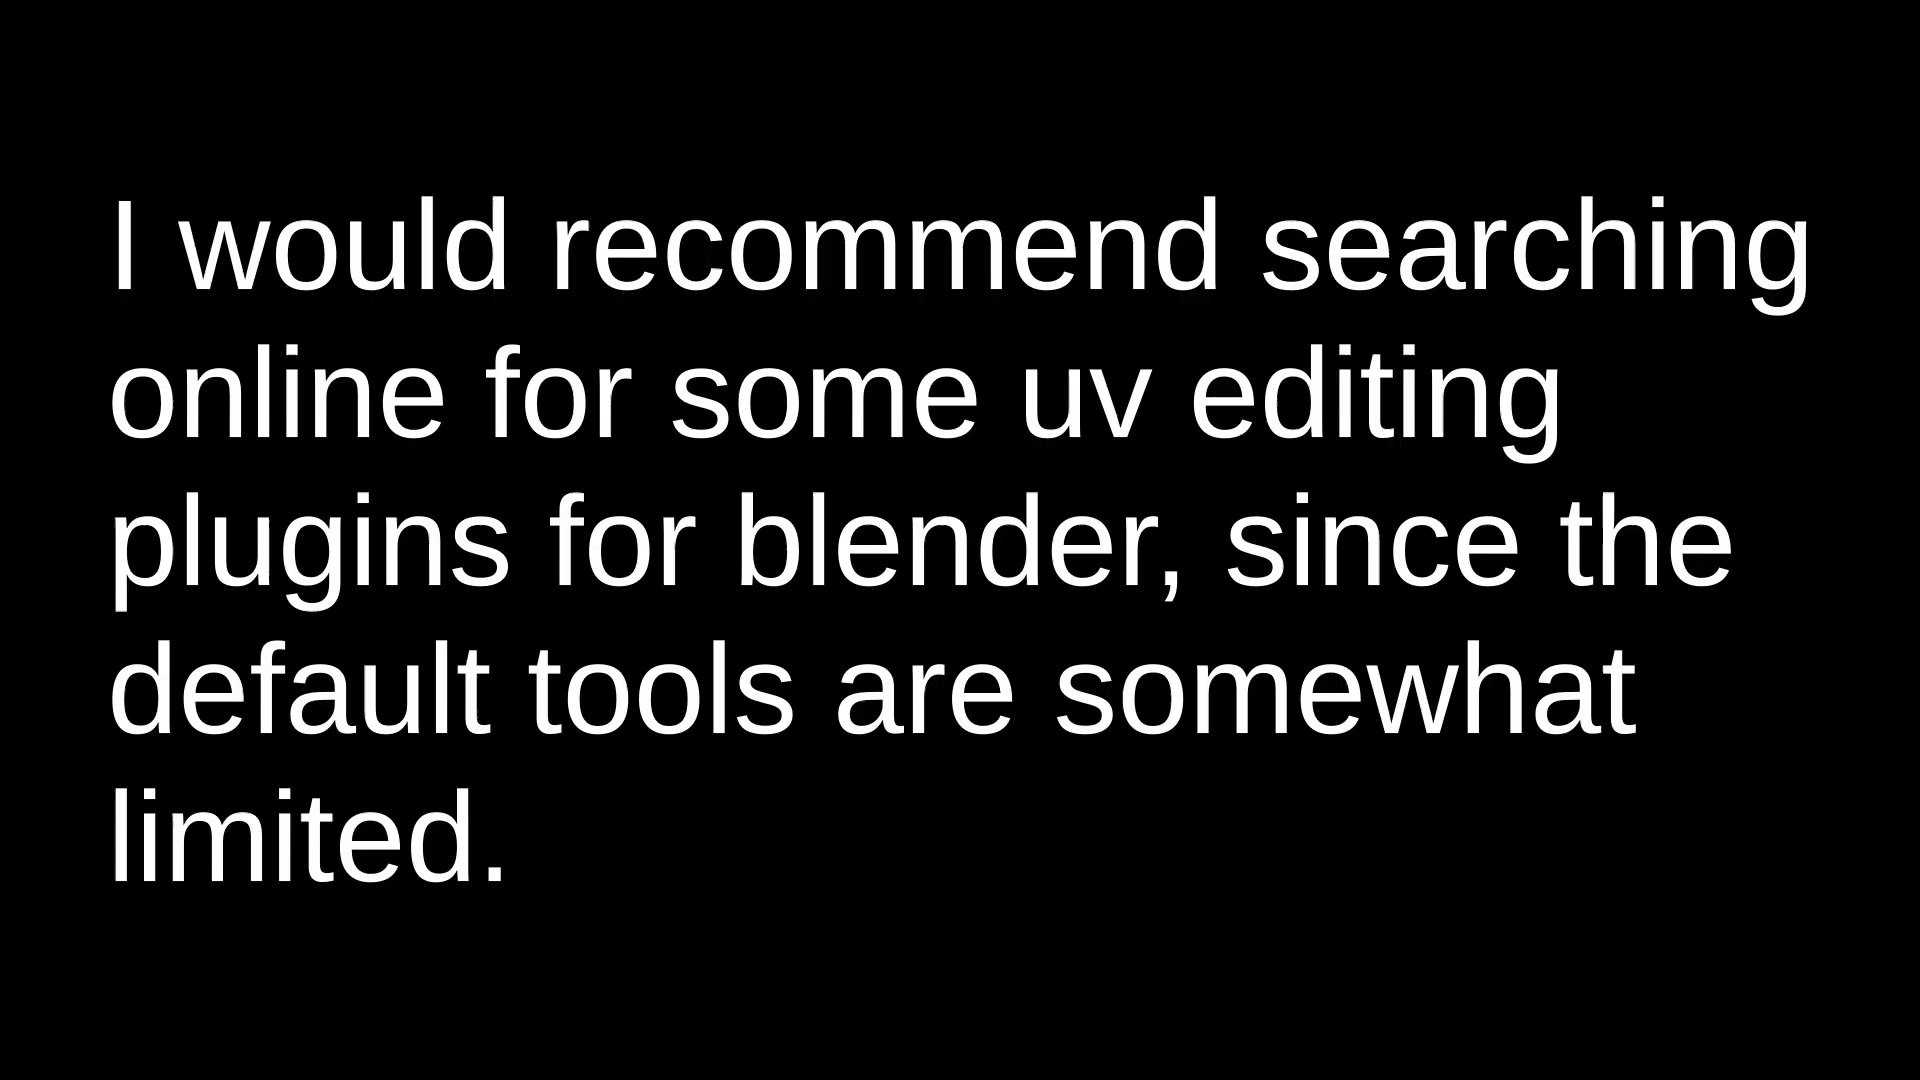 I would recommend searching
online for some uv editing
plugins for blender, since the
default tools are somewhat
limited.